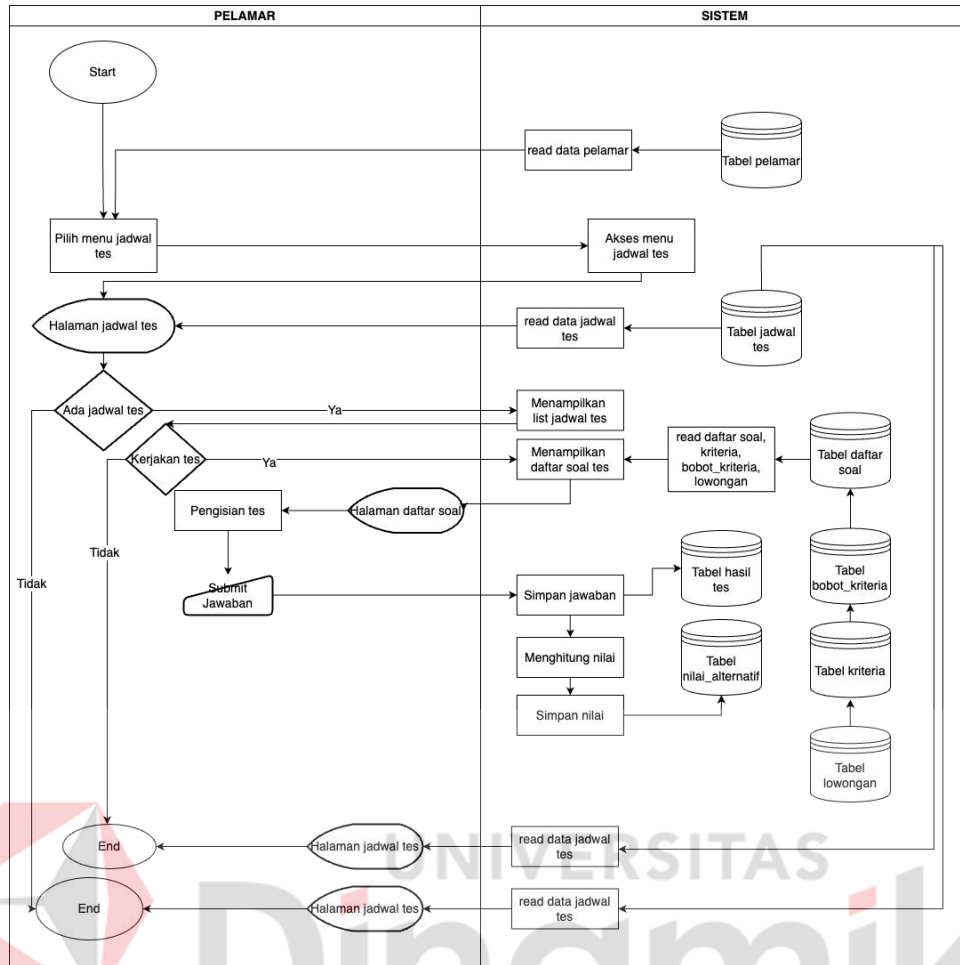 PELAMAR
SISTEM
Start
read data pelamar
Tabel pelamar
Pilih menu jadwal
tes
Akses menu
jadwal tes
Halaman jadwal tes
read data jadwal
tes
Tabel jadwal
tes
Ada jadwal tes
Ya
Menampilkan
list jadwal tes
Kerjakan tes
Ya
Menampilkan
daftar soal tes
read daftar soal,
kriteria,
bobot_kriteria,
lowongan
Tabel daftar
soal
Pengisian tes
Halaman daftar soal
Tidak
Tidak
Submit
Jawaban
Simpan jawaban
Tabel hasil
tes
Tabel
bobot_kriteria
Menghitung nilai
Tabel
nilai_alternatif
Tabel kriteria
Simpan nilai
Tabel
lowongan
End
Halaman jadwal tes
read data jadwal
tes
End
Halaman jadwal tes
read data jadwal
tes
UNIVERSITAS
Dinamik